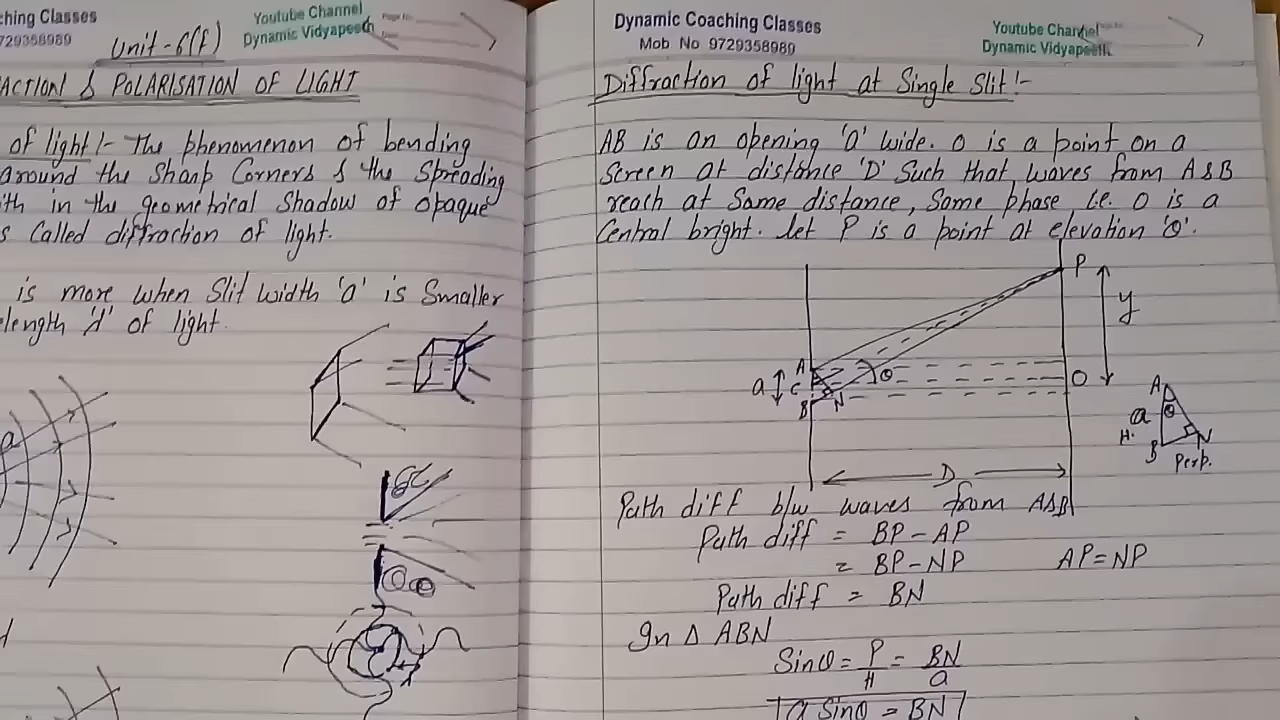 ching Classes
729358989
Youtube Channel
Dynamic Vidyapeeth
Unit-6(f)
ACTION & POLARISATION OF LIGHT
of light :- The phenomenon of bending
around the Sharp Corners & the Spreading
ith in the geometrical Shadow of opaque
s Called diffraction of light.
is more when Slit width 'a' is Smaller
elength 'λ' of light.
a
Dynamic Coaching Classes
Mob No 9729358989
Youtube Channel
Dynamic Vidyapeeth
Diffraction of light at Single Slit :-
AB is an opening 'a' wide. O is a point on a
Screen at distance 'D' Such that waves from A&B
reach at Same distance, Same phase i.e. O is a
Central bright. Let P is a point at elevation 'θ'.
P
y
A
a C θ O
B N
A
a θ
H.
B N
Perp.
D
Path diff b/w waves from A&B
Path diff = BP - AP
= BP - NP AP = NP
Path diff = BN
In Δ ABN
Sinθ = P/H = BN/a
a Sinθ = BN